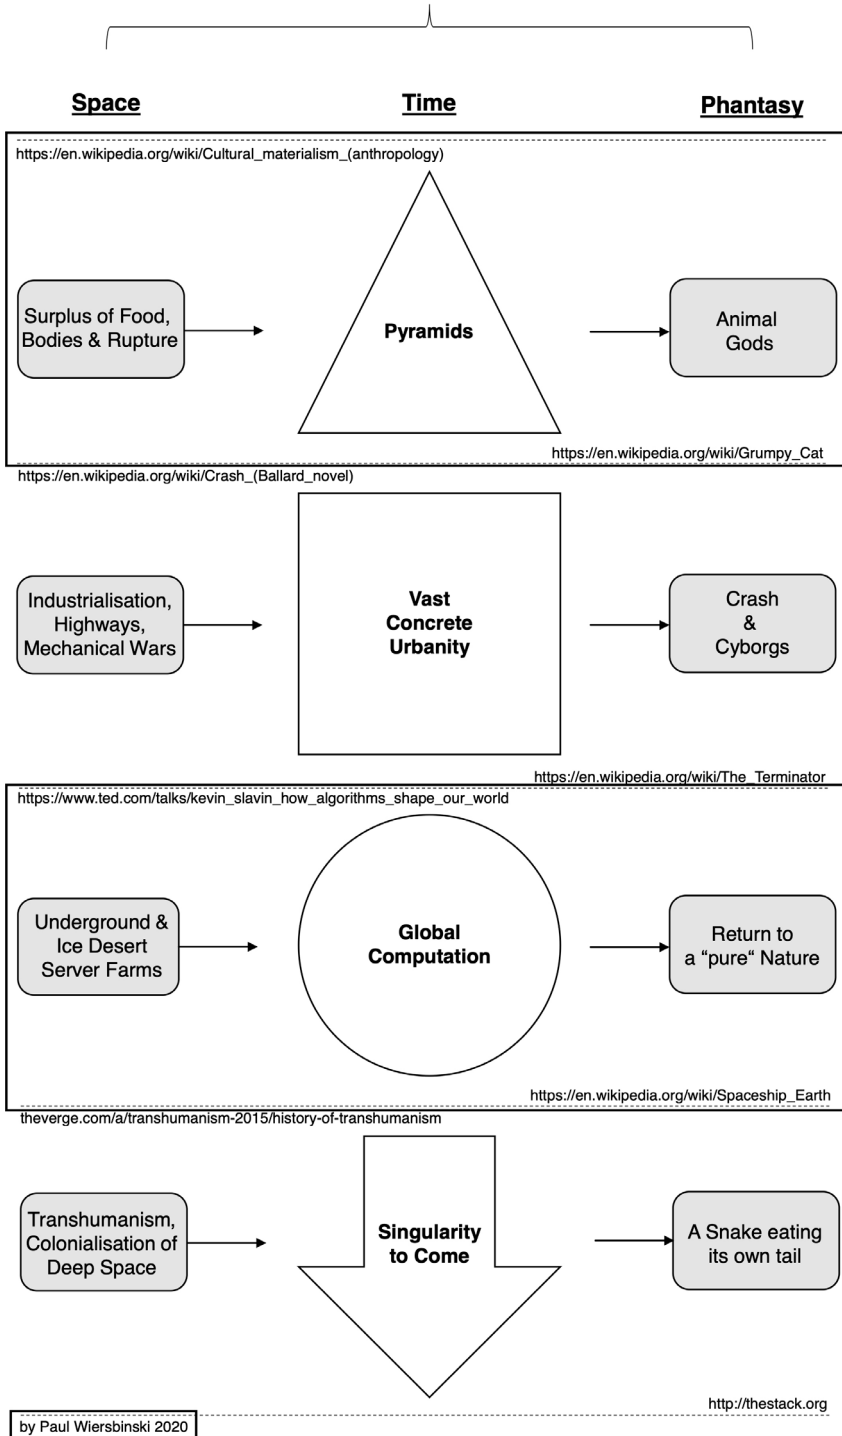 Space
Time
Phantasy
https://en.wikipedia.org/wiki/Cultural_materialism_(anthropology)
Surplus of Food,
Bodies & Rupture
Pyramids
Animal
Gods
https://en.wikipedia.org/wiki/Grumpy_Cat
https://en.wikipedia.org/wiki/Crash_(Ballard_novel)
Industrialisation,
Highways,
Mechanical Wars
Vast
Concrete
Urbanity
Crash
&
Cyborgs
https://en.wikipedia.org/wiki/The_Terminator
https://www.ted.com/talks/kevin_slavin_how_algorithms_shape_our_world
Underground &
Ice Desert
Server Farms
Global
Computation
Return to
a “pure“ Nature
https://en.wikipedia.org/wiki/Spaceship_Earth
theverge.com/a/transhumanism-2015/history-of-transhumanism
Transhumanism,
Colonialisation of
Deep Space
Singularity
to Come
A Snake eating
its own tail
http://thestack.org
by Paul Wiersbinski 2020